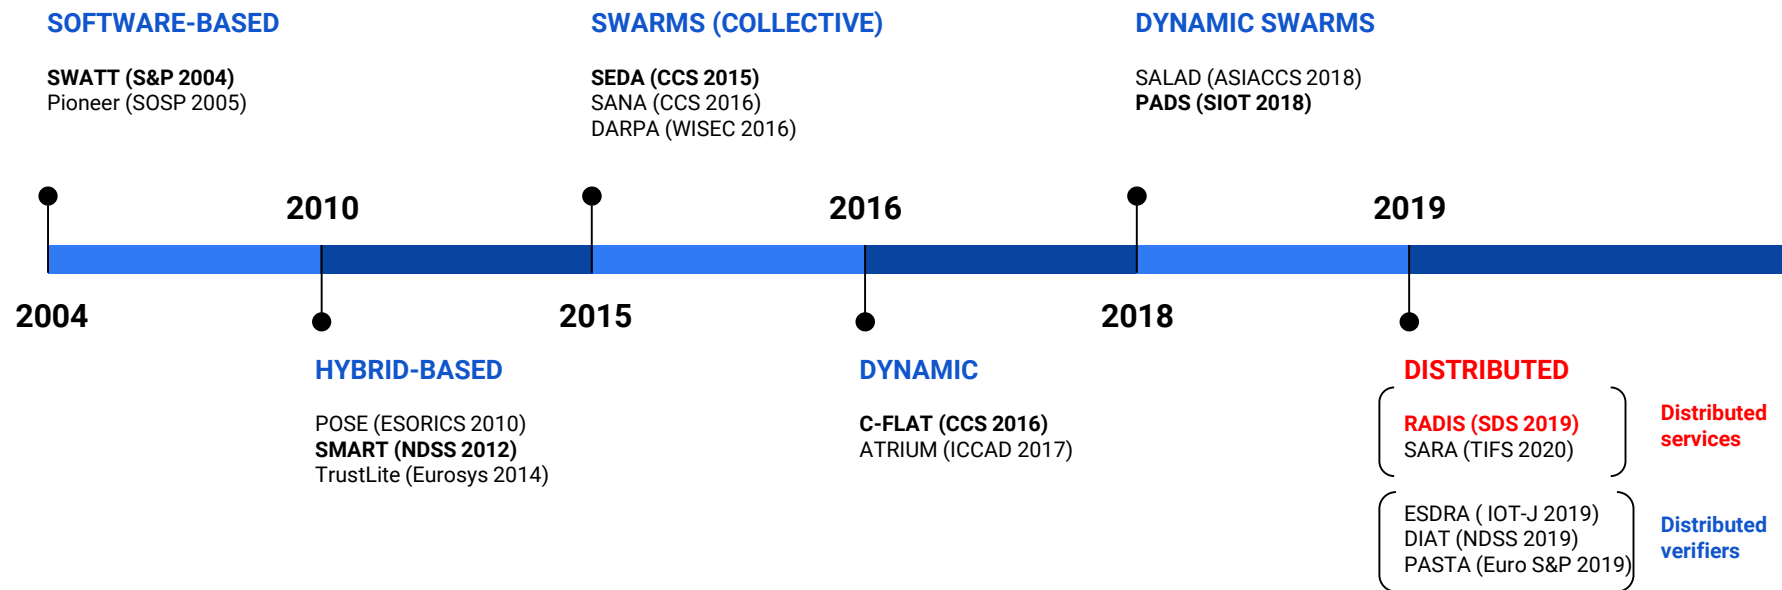 SOFTWARE-BASED
SWATT (S&P 2004)
Pioneer (SOSP 2005)
SWARMS (COLLECTIVE)
SEDA (CCS 2015)
SANA (CCS 2016)
DARPA (WISEC 2016)
DYNAMIC SWARMS
SALAD (ASIACCS 2018)
PADS (SIOT 2018)
2010
2016
2019
2004
2015
2018
HYBRID-BASED
POSE (ESORICS 2010)
SMART (NDSS 2012)
TrustLite (Eurosys 2014)
DYNAMIC
C-FLAT (CCS 2016)
ATRIUM (ICCAD 2017)
DISTRIBUTED
RADIS (SDS 2019)
SARA (TIFS 2020)
Distributed
services
ESDRA ( IOT-J 2019)
DIAT (NDSS 2019)
PASTA (Euro S&P 2019)
Distributed
verifiers